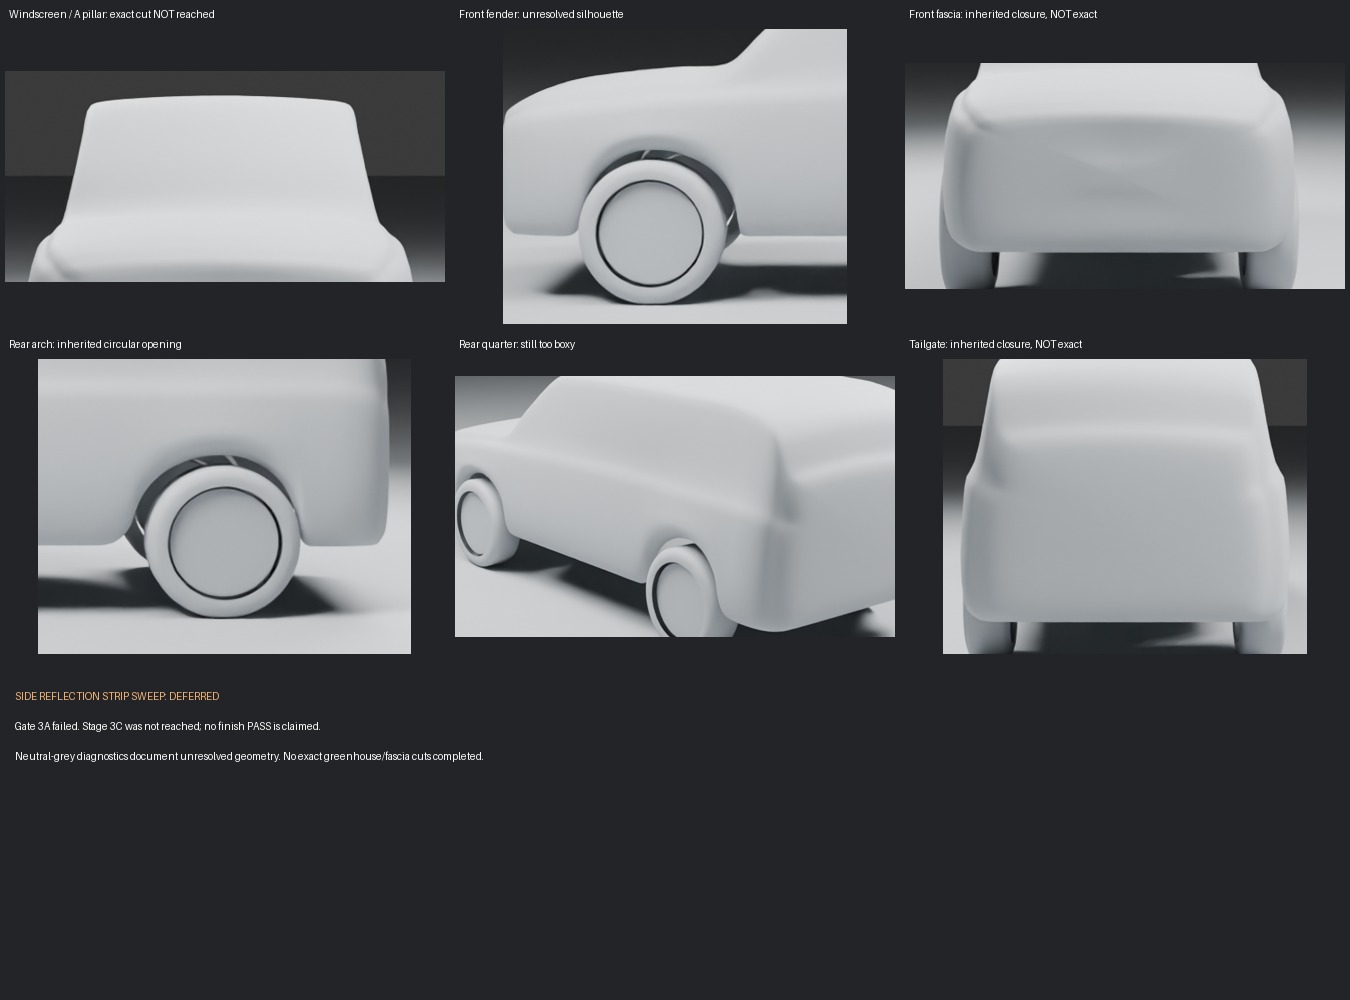 Windscreen / A pillar: exact cut NOT reached
Front fender: unresolved silhouette
Front fascia: inherited closure, NOT exact
Rear arch: inherited circular opening
Rear quarter: still too boxy
Tailgate: inherited closure, NOT exact
SIDE REFLECTION STRIP SWEEP: DEFERRED
Gate 3A failed. Stage 3C was not reached; no finish PASS is claimed.
Neutral-grey diagnostics document unresolved geometry. No exact greenhouse/fascia cuts completed.